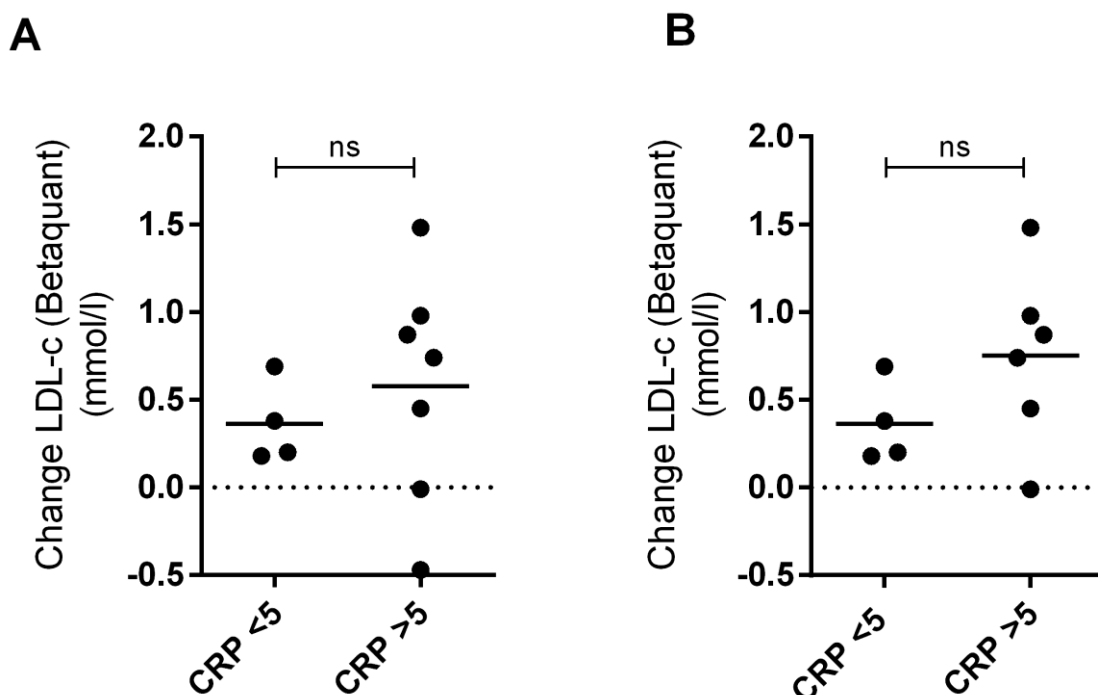 A
Change LDL-c (Betaquant)
(mmol/l)
2.0
1.5
1.0
0.5
0.0
-0.5
ns
CRP <5
CRP >5
B
Change LDL-c (Betaquant)
(mmol/l)
2.0
1.5
1.0
0.5
0.0
-0.5
ns
CRP <5
CRP >5